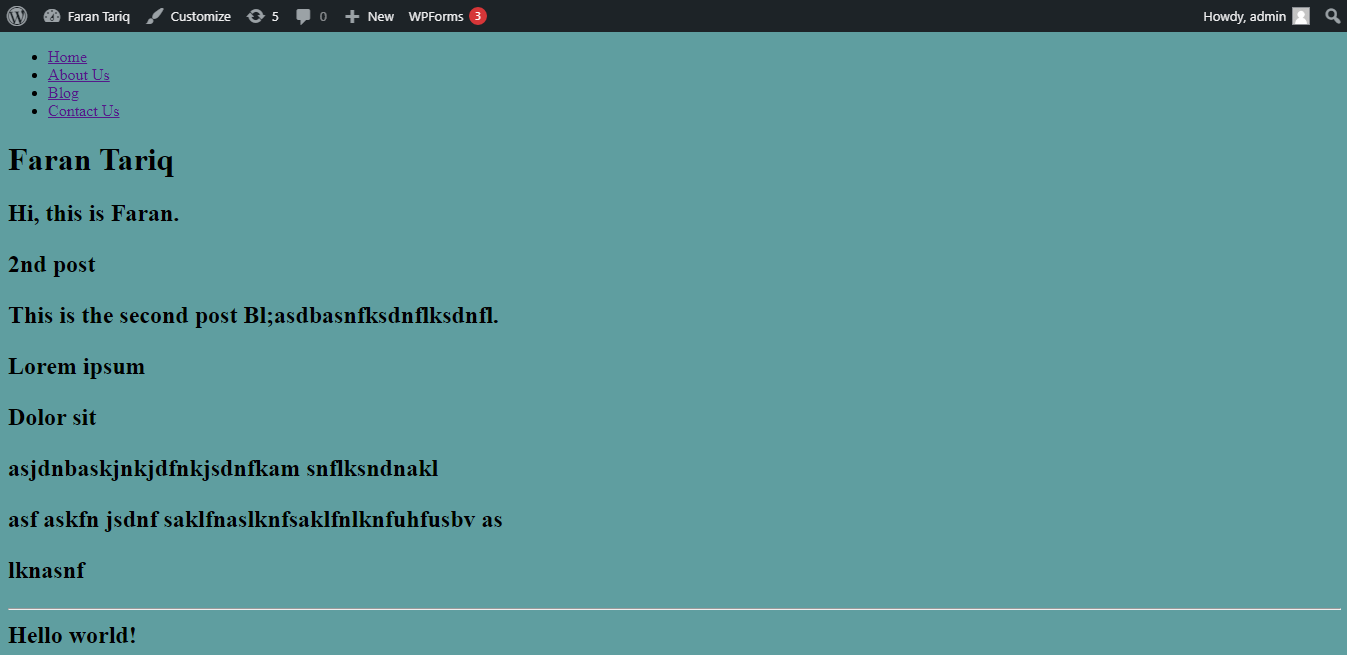 Faran Tariq Customize 5 0 New WPForms 3 Howdy, admin
Home
About Us
Blog
Contact Us
Faran Tariq
Hi, this is Faran.
2nd post
This is the second post Bl;asdbasnfksdnflksdnfl.
Lorem ipsum
Dolor sit
asjdnbaskjnkjdfnkjsdnfkam snflksndnakl
asf askfn jsdnf saklfnaslknfsaklfnlknfuhfusbv as
lknasnf
Hello world!